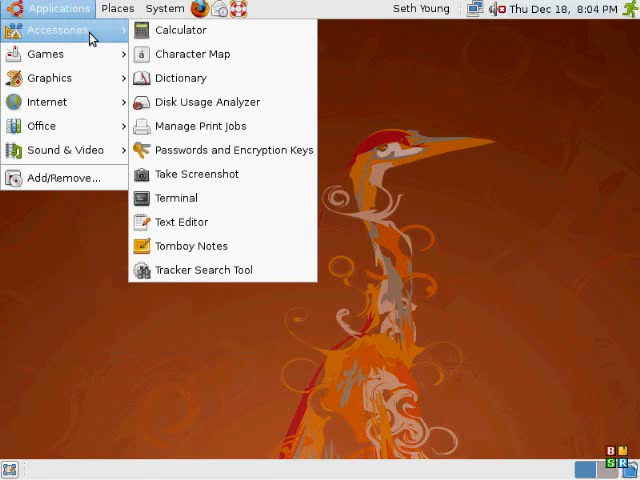 Applications Places System Seth Young Thu Dec 18, 8:04 PM
Accessories
Games
Graphics
Internet
Office
Sound & Video
Add/Remove...
Calculator
Character Map
Dictionary
Disk Usage Analyzer
Manage Print Jobs
Passwords and Encryption Keys
Take Screenshot
Terminal
Text Editor
Tomboy Notes
Tracker Search Tool
B
S R